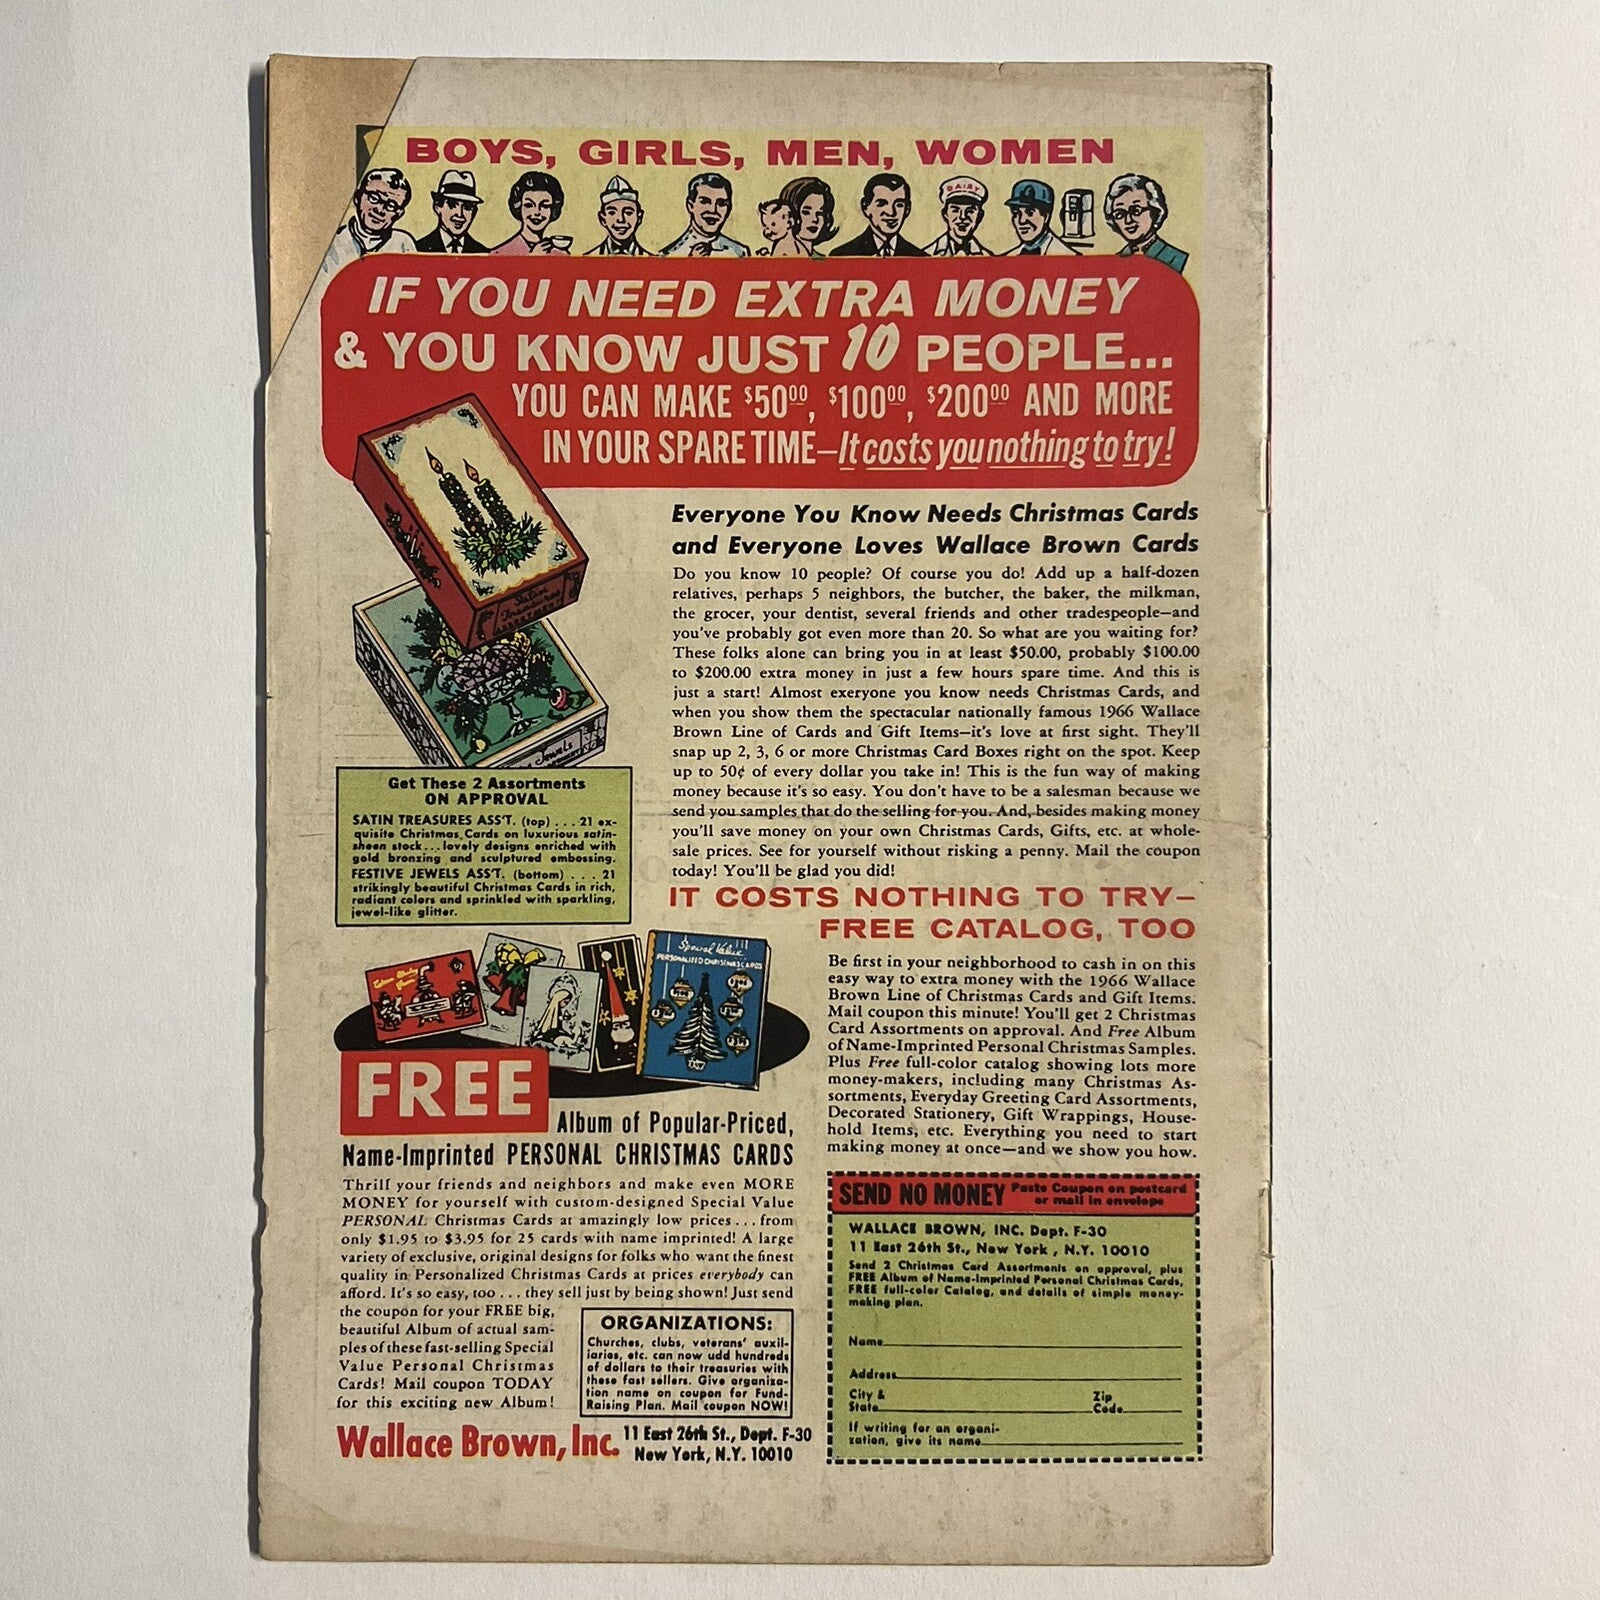 BOYS, GIRLS, MEN, WOMEN
DAIRY
IF YOU NEED EXTRA MONEY
& YOU KNOW JUST 10 PEOPLE...
YOU CAN MAKE $50.00, $100.00, $200.00 AND MORE
IN YOUR SPARE TIME—It costs you nothing to try!
Everyone You Know Needs Christmas Cards
and Everyone Loves Wallace Brown Cards
Do you know 10 people? Of course you do! Add up a half-dozen
relatives, perhaps 5 neighbors, the butcher, the baker, the milkman,
the grocer, your dentist, several friends and other tradespeople—and
you've probably got even more than 20. So what are you waiting for?
These folks alone can bring you in at least $50.00, probably $100.00
to $200.00 extra money in just a few hours spare time. And this is
just a start! Almost exeryone you know needs Christmas Cards, and
when you show them the spectacular nationally famous 1966 Wallace
Brown Line of Cards and Gift Items—it's love at first sight. They'll
snap up 2, 3, 6 or more Christmas Card Boxes right on the spot. Keep
up to 50¢ of every dollar you take in! This is the fun way of making
money because it's so easy. You don't have to be a salesman because we
send you samples that do the selling for you. And, besides making money
you'll save money on your own Christmas Cards, Gifts, etc. at whole-
sale prices. See for yourself without risking a penny. Mail the coupon
today! You'll be glad you did!
IT COSTS NOTHING TO TRY—
FREE CATALOG, TOO
Be first in your neighborhood to cash in on this
easy way to extra money with the 1966 Wallace
Brown Line of Christmas Cards and Gift Items.
Mail coupon this minute! You'll get 2 Christmas
Card Assortments on approval. And Free Album
of Name-Imprinted Personal Christmas Samples.
Plus Free full-color catalog showing lots more
money-makers, including many Christmas As-
sortments, Everyday Greeting Card Assortments,
Decorated Stationery, Gift Wrappings, House-
hold Items, etc. Everything you need to start
making money at once—and we show you how.
Satin
Treasures
ASSORTMENT
Jewels
Get These 2 Assortments
ON APPROVAL
SATIN TREASURES ASS'T. (top) . . . 21 ex-
quisite Christmas Cards on luxurious satin-
sheen stock...lovely designs enriched with
gold bronzing and sculptured embossing.
FESTIVE JEWELS ASS'T. (bottom) . . . 21
strikingly beautiful Christmas Cards in rich,
radiant colors and sprinkled with sparkling,
jewel-like glitter.
Special Value
PERSONALIZED CHRISTMAS CARDS
FREE
Album of Popular-Priced,
Name-Imprinted PERSONAL CHRISTMAS CARDS
Thrill your friends and neighbors and make even MORE
MONEY for yourself with custom-designed Special Value
PERSONAL Christmas Cards at amazingly low prices . . . from
only $1.95 to $3.95 for 25 cards with name imprinted! A large
variety of exclusive, original designs for folks who want the finest
quality in Personalized Christmas Cards at prices everybody can
afford. It's so easy, too . . . they sell just by being shown! Just send
the coupon for your FREE big,
beautiful Album of actual sam-
ples of these fast-selling Special
Value Personal Christmas
Cards! Mail coupon TODAY
for this exciting new Album!
ORGANIZATIONS:
Churches, clubs, veterans' auxil-
iaries, etc. can now add hundreds
of dollars to their treasuries with
these fast sellers. Give organiza-
tion name on coupon for Fund-
Raising Plan. Mail coupon NOW!
Wallace Brown, Inc.
11 East 26th St., Dept. F-30
New York, N.Y. 10010
SEND NO MONEY
Paste Coupon on postcard
or mail in envelope
WALLACE BROWN, INC. Dept. F-30
11 East 26th St., New York , N.Y. 10010
Send 2 Christmas Card Assortments on approval, plus
FREE Album of Name-Imprinted Personal Christmas Cards,
FREE full-color Catalog, and details of simple money-
making plan.
Name
Address
City &
State
Zip
Code
If writing for an organi-
zation, give its name